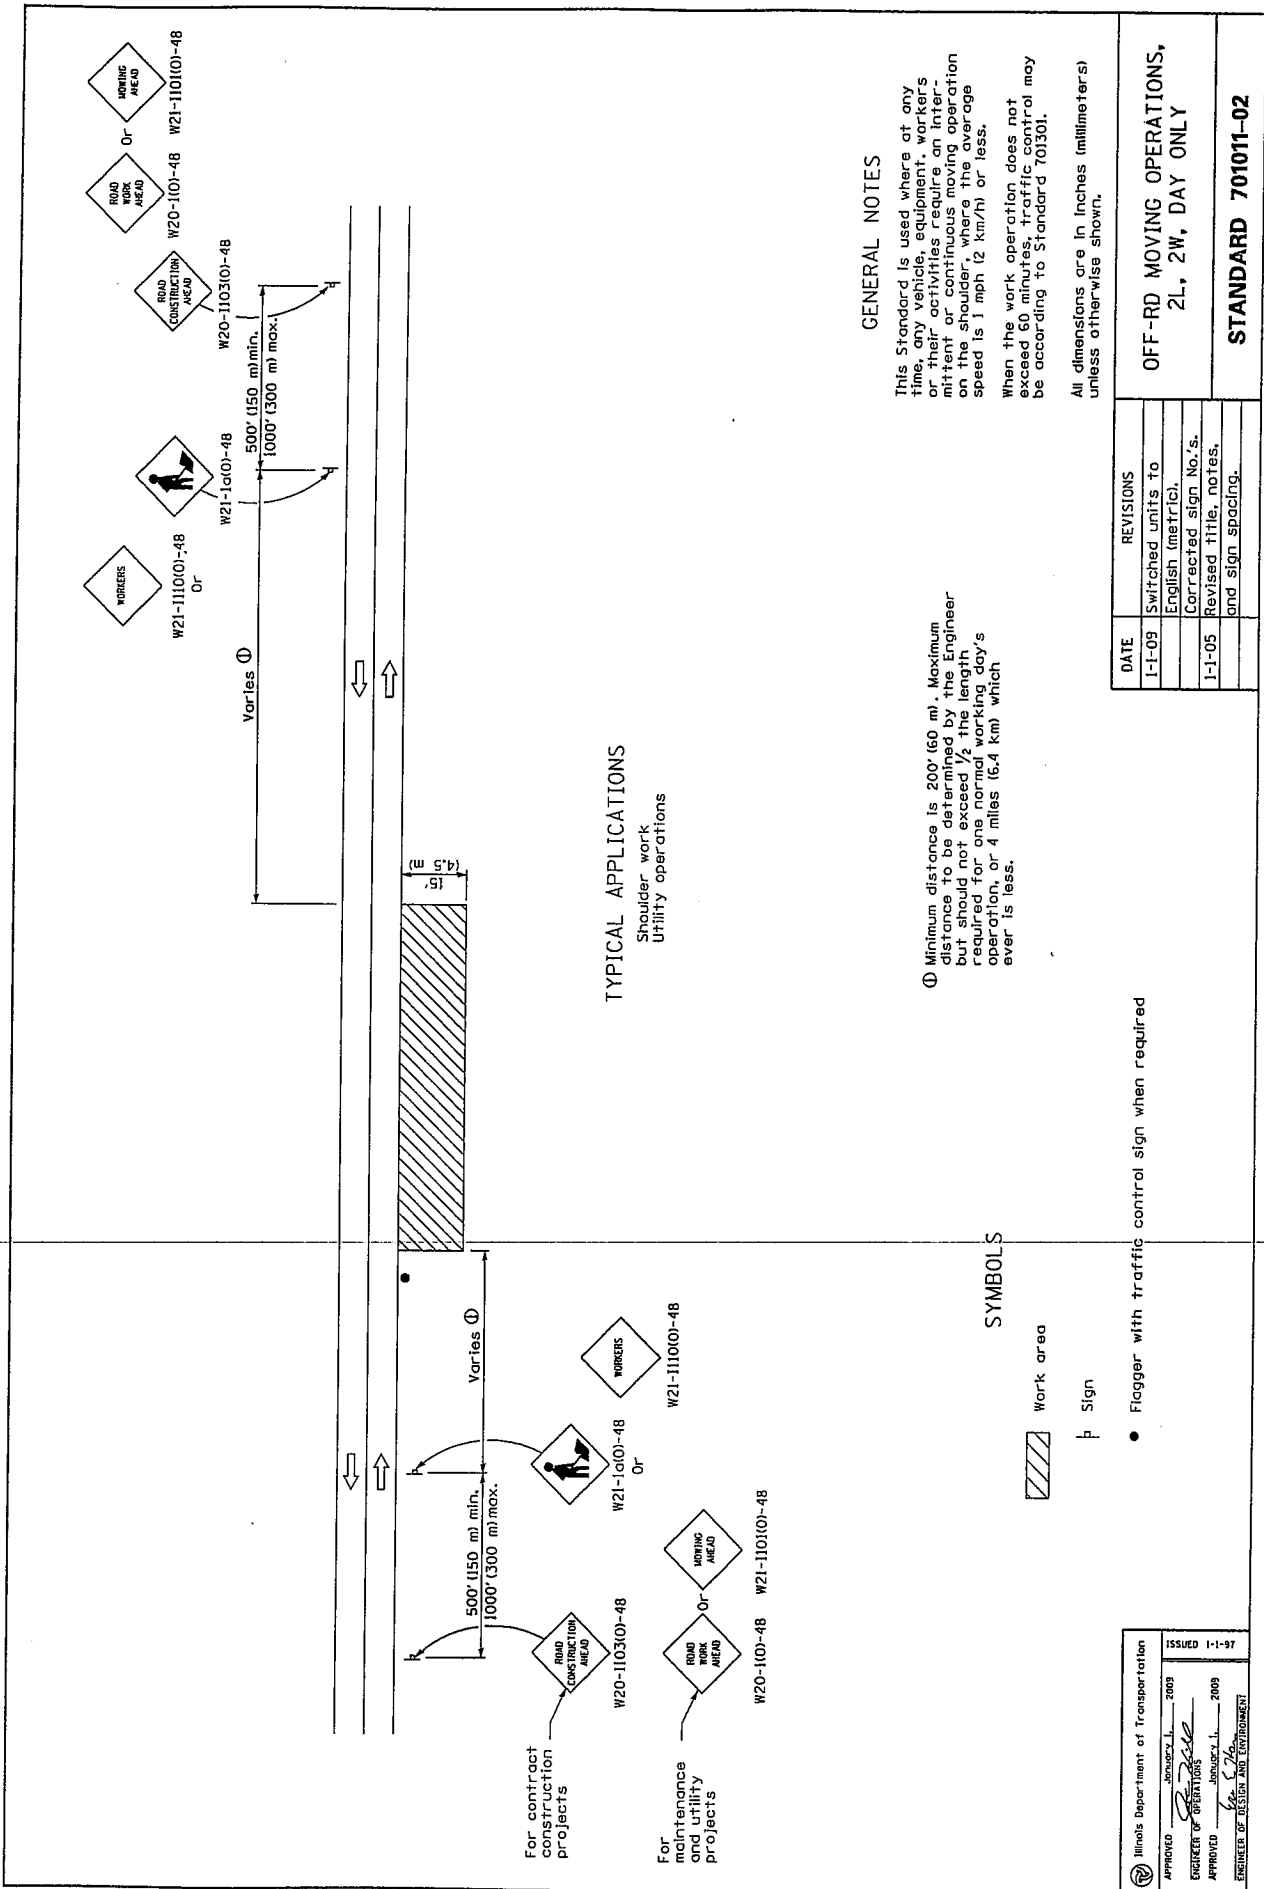 MOWING
AHEAD
W21-I101(O)-48
Or
ROAD
WORK
AHEAD
W20-1(O)-48
ROAD
CONSTRUCTION
AHEAD
W20-I103(O)-48
500' (150 m) min.
1000' (300 m) max.
W21-1a(O)-48
WORKERS
W21-I110(O)-48
Or
Varies ①
15'
(4.5 m)
Varies ①
WORKERS
W21-I110(O)-48
W21-1a(O)-48
Or
500' (150 m) min.
1000' (300 m) max.
ROAD
CONSTRUCTION
AHEAD
W20-I103(O)-48
For contract
construction
projects
MOWING
AHEAD
W21-I101(O)-48
Or
ROAD
WORK
AHEAD
W20-1(O)-48
For
maintenance
and utility
projects
TYPICAL APPLICATIONS
Shoulder work
Utility operations
SYMBOLS
Work area
Sign
Flagger with traffic control sign when required
① Minimum distance is 200' (60 m). Maximum
distance to be determined by the Engineer
but should not exceed ½ the length
required for one normal working day's
operation, or 4 miles (6.4 km) which
ever is less.
GENERAL NOTES
This Standard is used where at any
time, any vehicle, equipment, workers
or their activities require an inter-
mittent or continuous moving operation
on the shoulder, where the average
speed is 1 mph (2 km/h) or less.
When the work operation does not
exceed 60 minutes, traffic control may
be according to Standard 701301.
All dimensions are in inches (millimeters)
unless otherwise shown.
Illinois Department of Transportation
APPROVED January 1, 2009
ENGINEER OF OPERATIONS
APPROVED January 1, 2009
ENGINEER OF DESIGN AND ENVIRONMENT
ISSUED 1-1-97
DATE REVISIONS
1-1-09 Switched units to
English (metric).
Corrected sign No.'s.
1-1-05 Revised title, notes,
and sign spacing.
OFF-RD MOVING OPERATIONS,
2L, 2W, DAY ONLY
STANDARD 701011-02